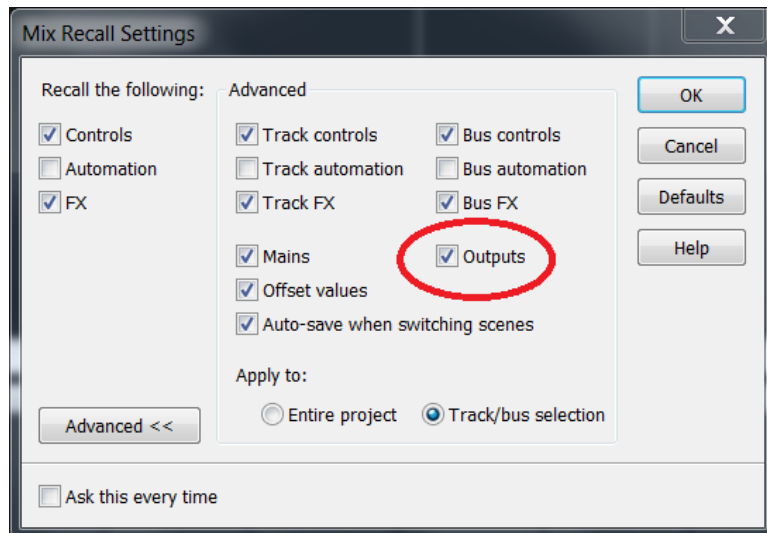 Mix Recall Settings
X
Recall the following:
Controls
Automation
FX
Advanced <<
Advanced
Track controls
Bus controls
Track automation
Bus automation
Track FX
Bus FX
Mains
Outputs
Offset values
Auto-save when switching scenes
Apply to:
Entire project
Track/bus selection
OK
Cancel
Defaults
Help
Ask this every time